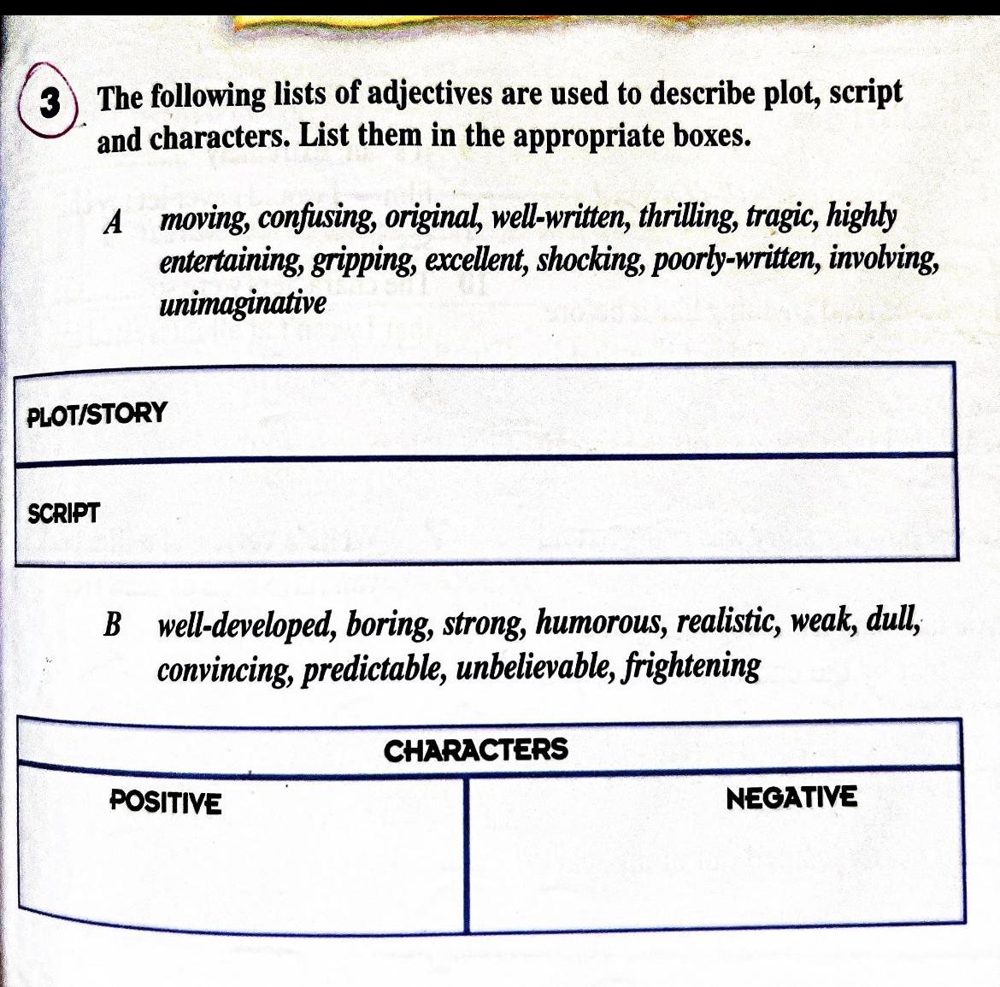 3 The following lists of adjectives are used to describe plot, script
and characters. List them in the appropriate boxes.
A moving, confusing, original, well-written, thrilling, tragic, highly
entertaining, gripping, excellent, shocking, poorly-written, involving,
unimaginative
PLOT/STORY
SCRIPT
B well-developed, boring, strong, humorous, realistic, weak, dull,
convincing, predictable, unbelievable, frightening
CHARACTERS
POSITIVE NEGATIVE